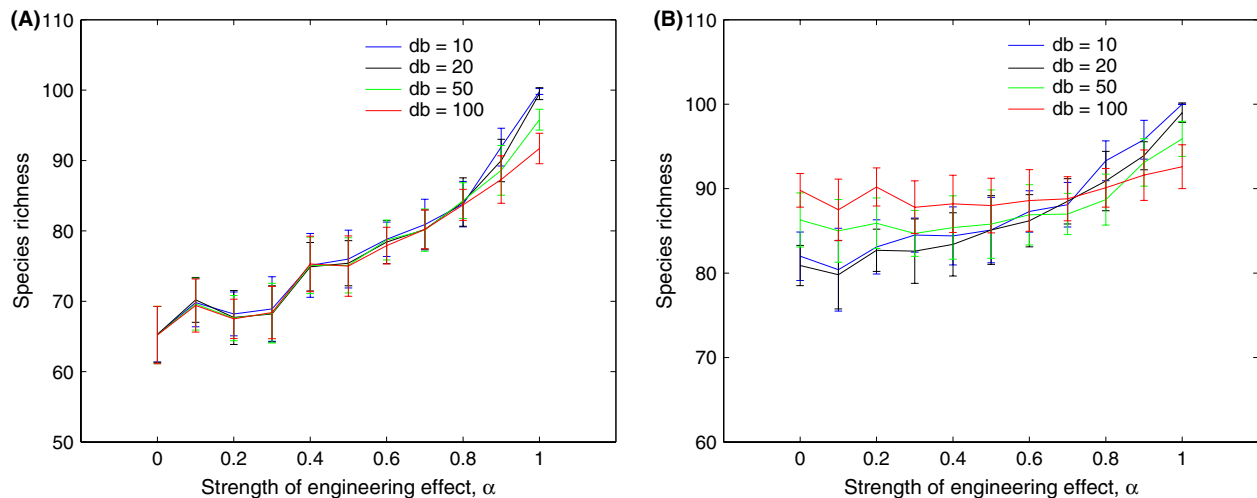 (A)
110
100
90
80
70
60
50
Species richness
db = 10
db = 20
db = 50
db = 100
0 0.2 0.4 0.6 0.8 1
Strength of engineering effect, α
(B)
110
100
90
80
70
60
Species richness
db = 10
db = 20
db = 50
db = 100
0 0.2 0.4 0.6 0.8 1
Strength of engineering effect, α